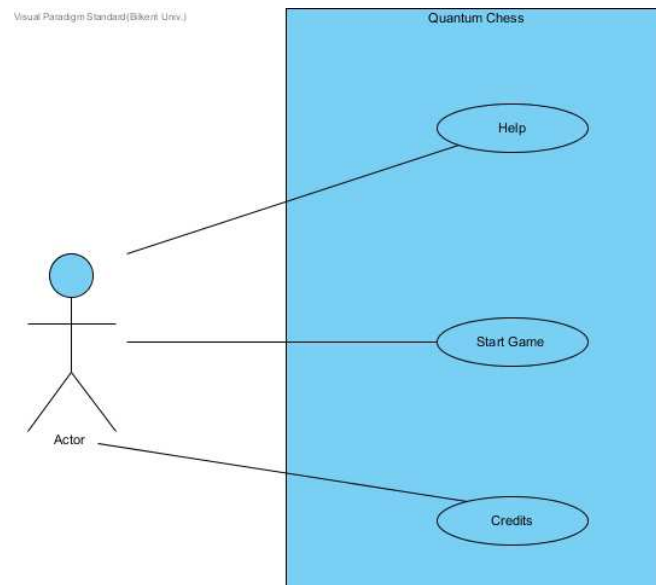 Visual Paradigm Standard(Bilkent Univ.)
Quantum Chess
Help
Start Game
Actor
Credits